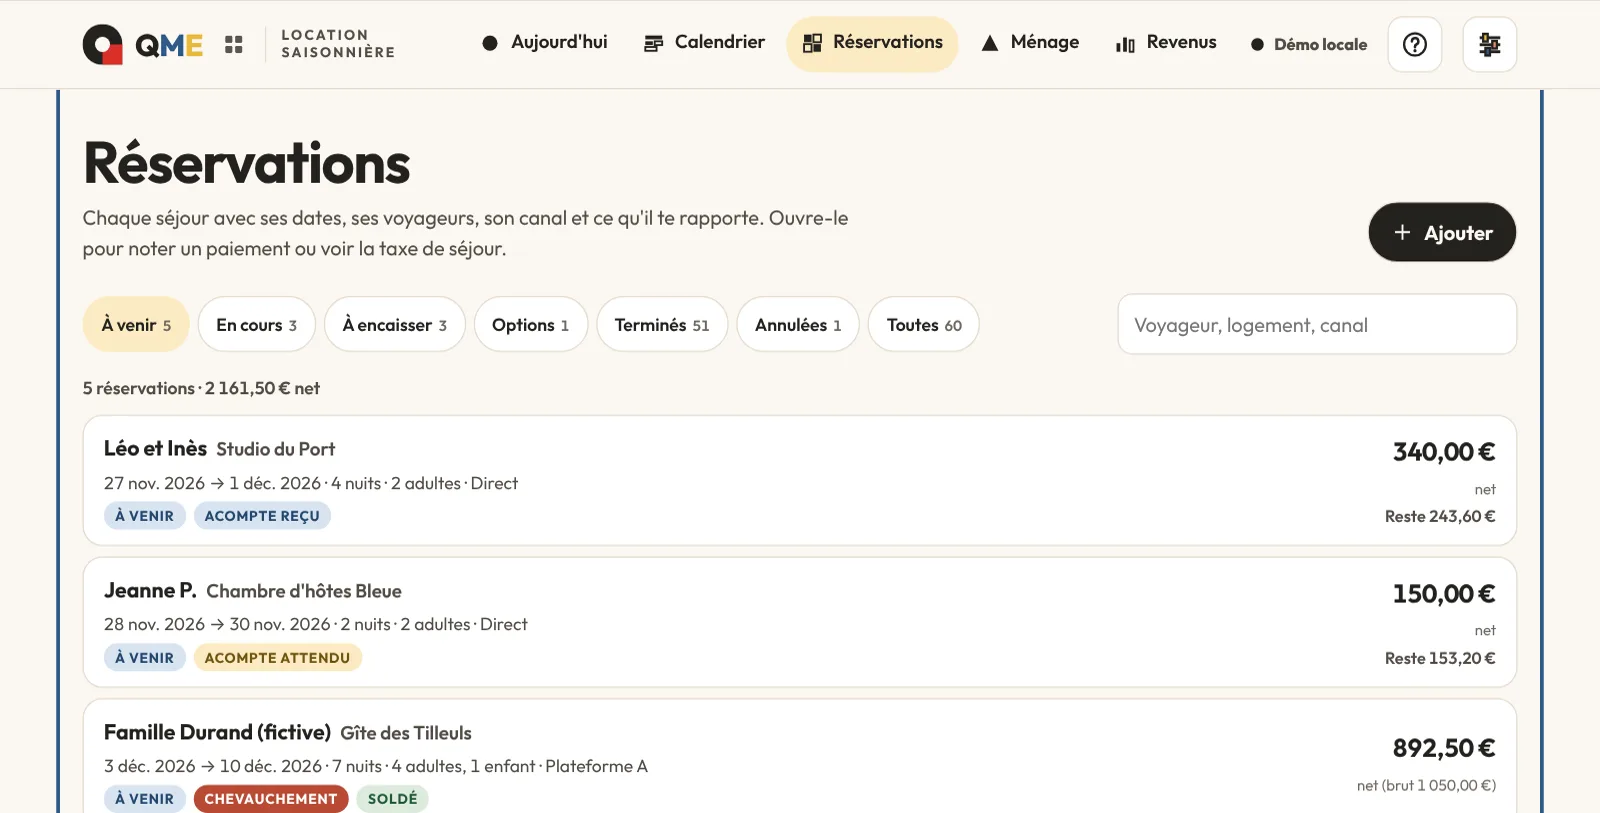 QME
LOCATION
SAISONNIÈRE
Aujourd'hui
Calendrier
Réservations
Ménage
Revenus
Démo locale
Réservations
Chaque séjour avec ses dates, ses voyageurs, son canal et ce qu'il te rapporte. Ouvre-le
pour noter un paiement ou voir la taxe de séjour.
+ Ajouter
À venir 5
En cours 3
À encaisser 3
Options 1
Terminés 51
Annulées 1
Toutes 60
Voyageur, logement, canal
5 réservations · 2 161,50 € net
Léo et Inès Studio du Port
340,00 €
27 nov. 2026 → 1 déc. 2026 · 4 nuits · 2 adultes · Direct
net
À VENIR ACOMPTE REÇU
Reste 243,60 €
Jeanne P. Chambre d'hôtes Bleue
150,00 €
28 nov. 2026 → 30 nov. 2026 · 2 nuits · 2 adultes · Direct
net
À VENIR ACOMPTE ATTENDU
Reste 153,20 €
Famille Durand (fictive) Gîte des Tilleuls
892,50 €
3 déc. 2026 → 10 déc. 2026 · 7 nuits · 4 adultes, 1 enfant · Plateforme A
net (brut 1 050,00 €)
À VENIR CHEVAUCHEMENT SOLDÉ